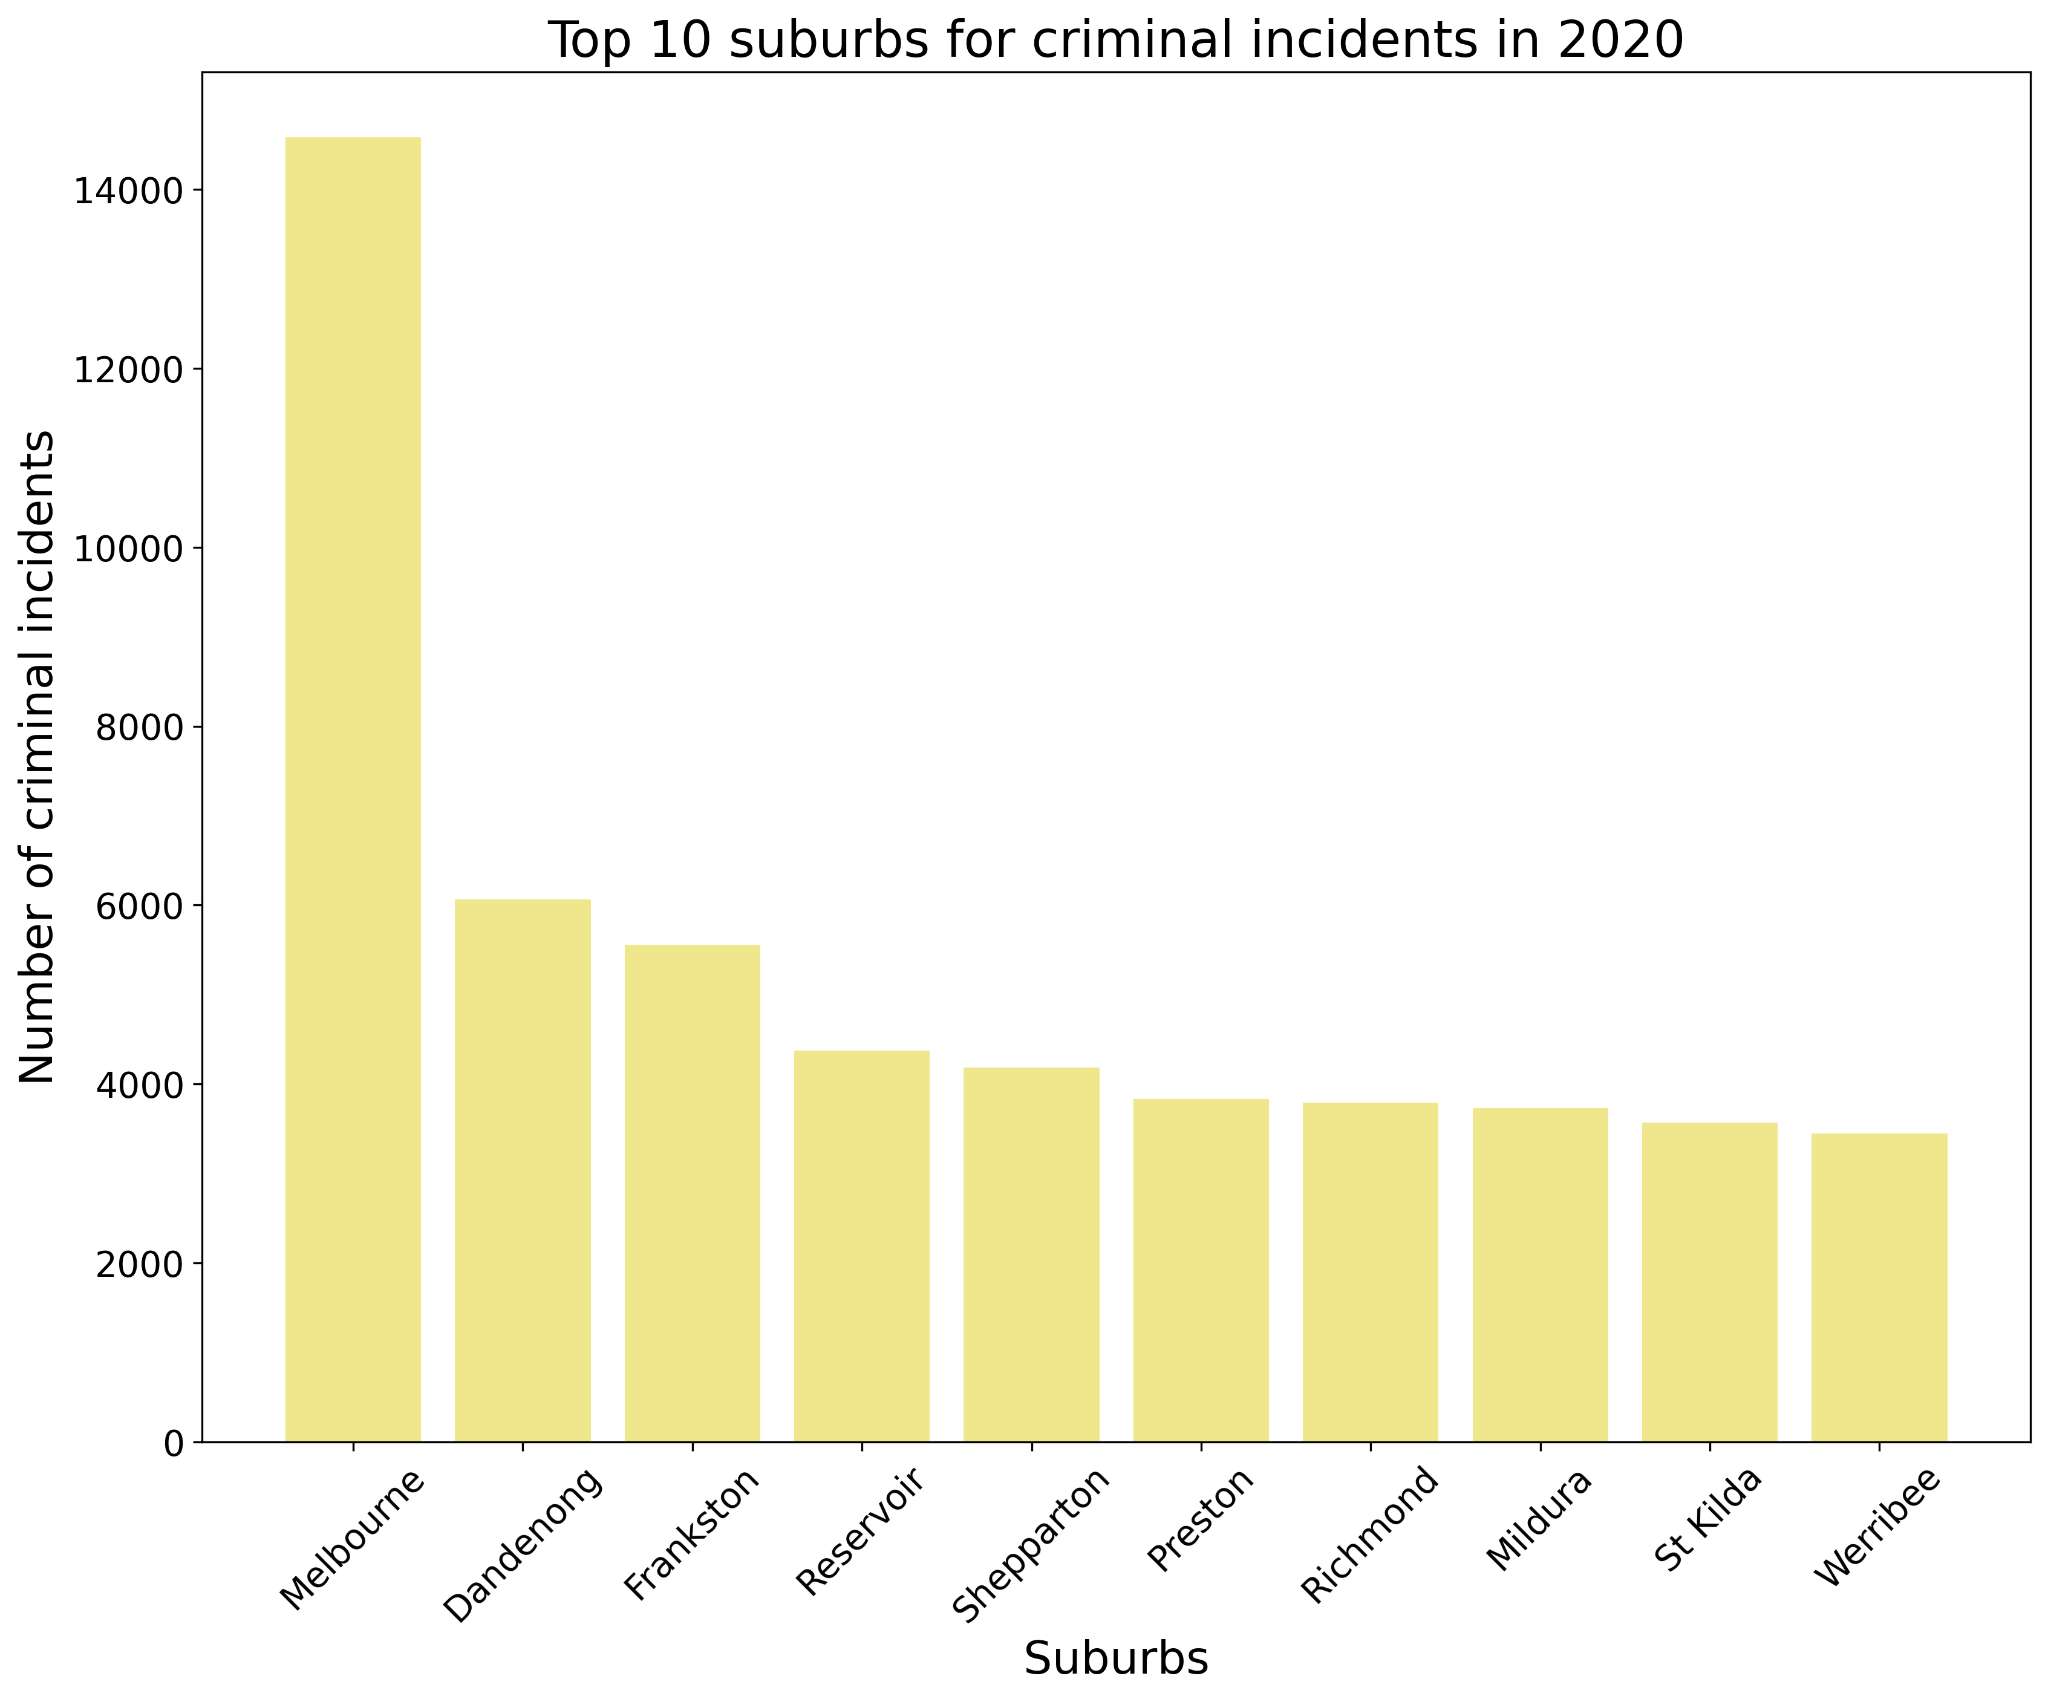 Top 10 suburbs for criminal incidents in 2020
Number of criminal incidents
14000
12000
10000
8000
6000
4000
2000
0
Melbourne
Dandenong
Frankston
Reservoir
Shepparton
Preston
Richmond
Mildura
St Kilda
Werribee
Suburbs